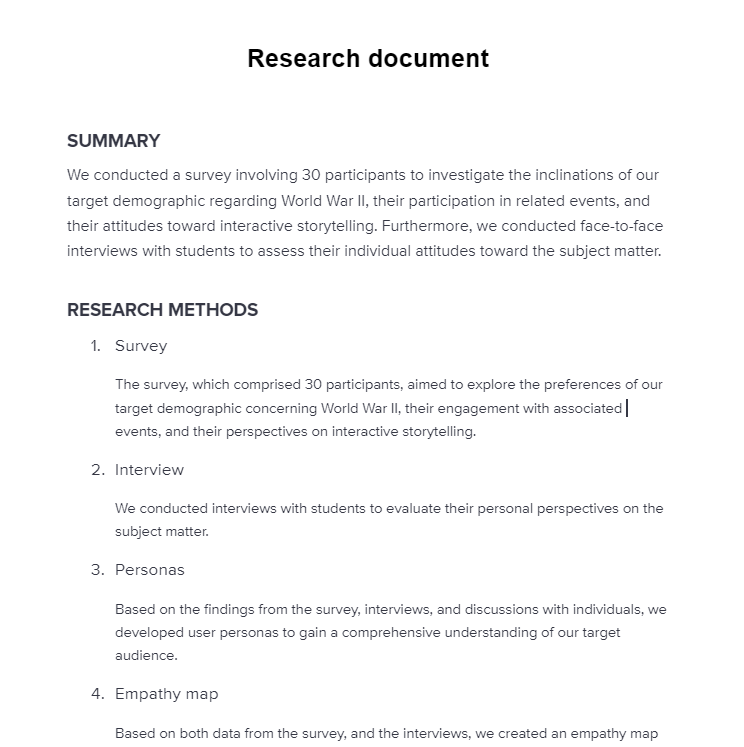 Research document
SUMMARY
We conducted a survey involving 30 participants to investigate the inclinations of our
target demographic regarding World War II, their participation in related events, and
their attitudes toward interactive storytelling. Furthermore, we conducted face-to-face
interviews with students to assess their individual attitudes toward the subject matter.
RESEARCH METHODS
1. Survey
The survey, which comprised 30 participants, aimed to explore the preferences of our
target demographic concerning World War II, their engagement with associated
events, and their perspectives on interactive storytelling.
2. Interview
We conducted interviews with students to evaluate their personal perspectives on the
subject matter.
3. Personas
Based on the findings from the survey, interviews, and discussions with individuals, we
developed user personas to gain a comprehensive understanding of our target
audience.
4. Empathy map
Based on both data from the survey, and the interviews, we created an empathy map